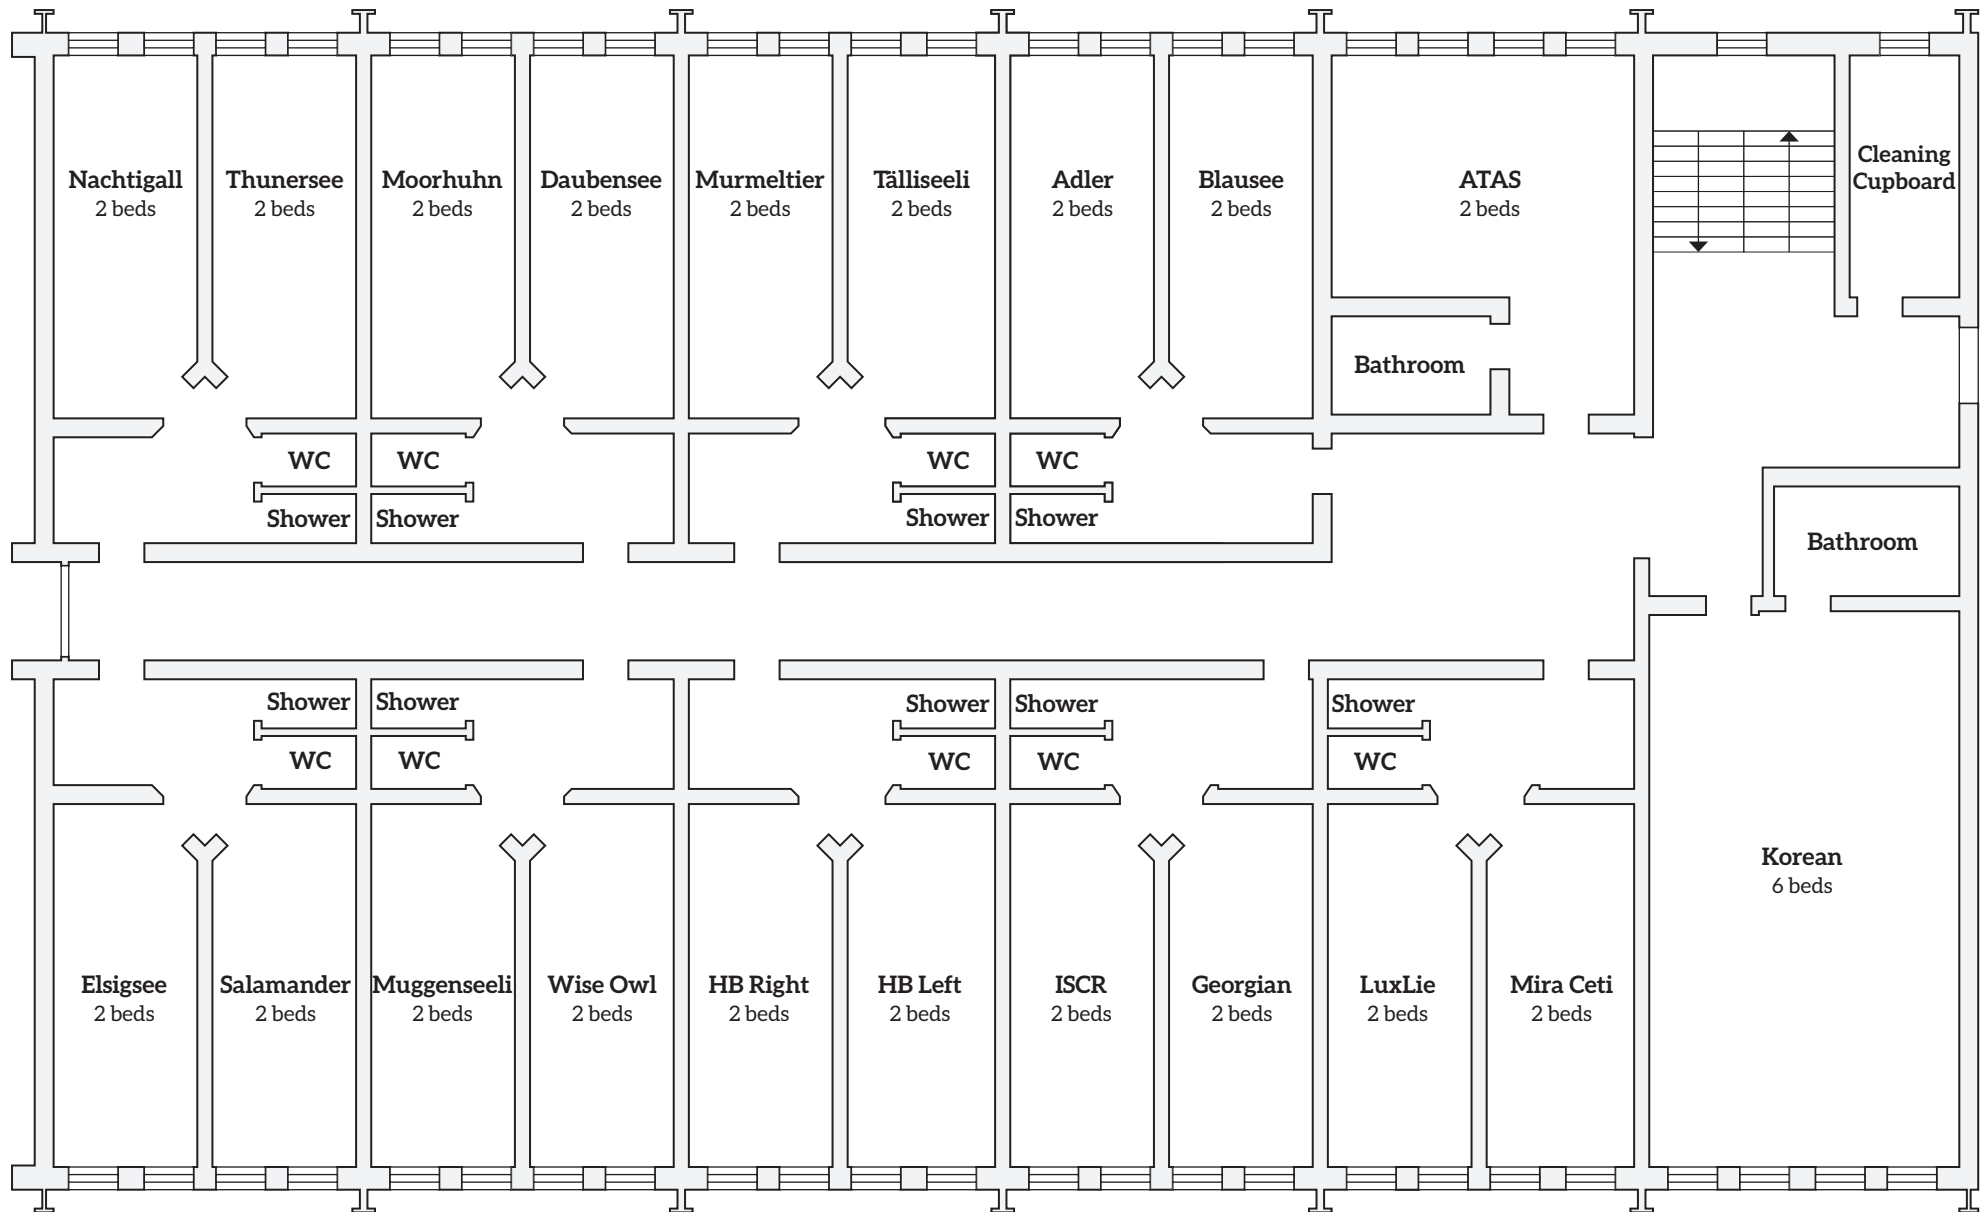 Nachtigall
2 beds
Thunersee
2 beds
Moorhuhn
2 beds
Daubensee
2 beds
Murmeltier
2 beds
Tälliseeli
2 beds
Adler
2 beds
Blausee
2 beds
ATAS
2 beds
Cleaning
Cupboard
Bathroom
WC
WC
WC
WC
Shower
Shower
Shower
Shower
Bathroom
Shower
Shower
Shower
Shower
Shower
WC
WC
WC
WC
WC
Korean
6 beds
Elsigsee
2 beds
Salamander
2 beds
Muggenseeli
2 beds
Wise Owl
2 beds
HB Right
2 beds
HB Left
2 beds
ISCR
2 beds
Georgian
2 beds
LuxLie
2 beds
Mira Ceti
2 beds